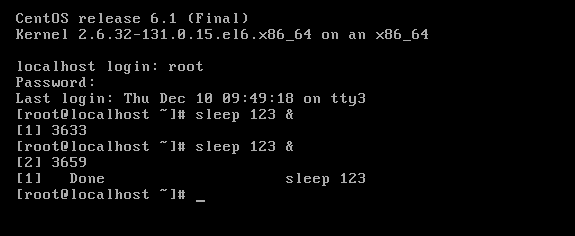 CentOS release 6.1 (Final)
Kernel 2.6.32-131.0.15.el6.x86_64 on an x86_64
localhost login: root
Password:
Last login: Thu Dec 10 09:49:18 on tty3
[root@localhost ~]# sleep 123 &
[1] 3633
[root@localhost ~]# sleep 123 &
[2] 3659
[1]   Done                    sleep 123
[root@localhost ~]# _